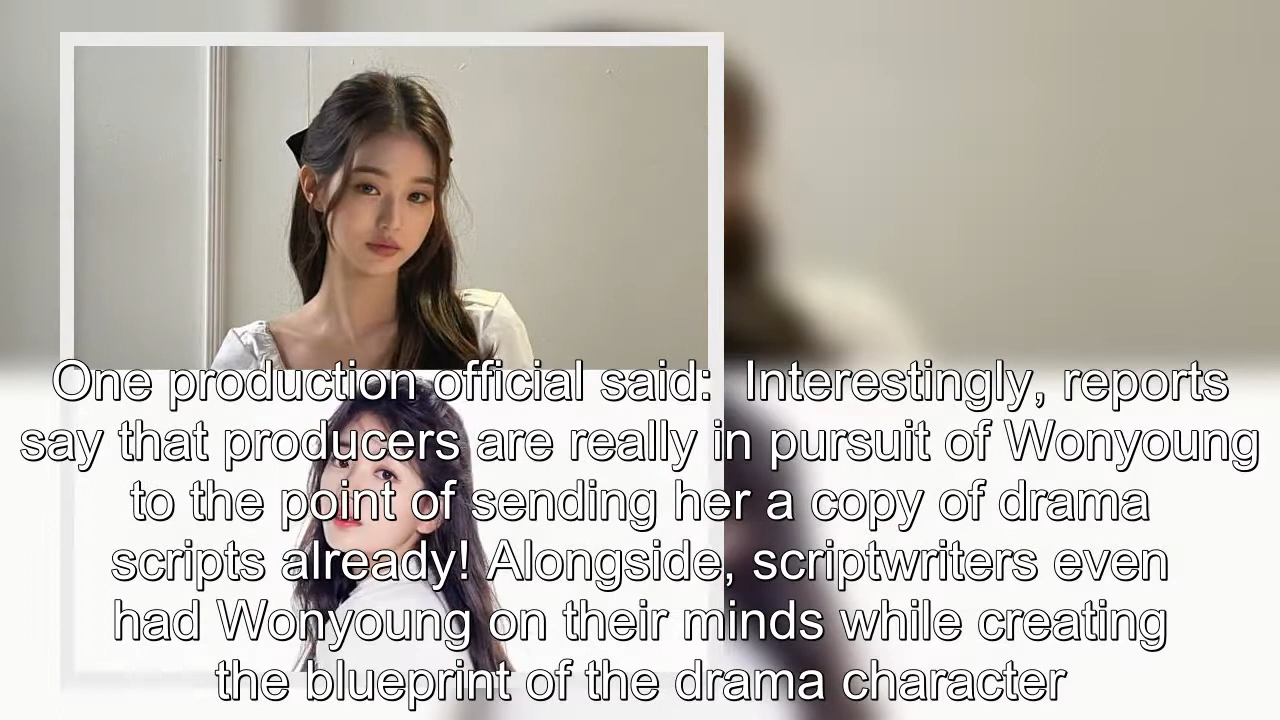 One production official said:  Interestingly, reports
say that producers are really in pursuit of Wonyoung
to the point of sending her a copy of drama
scripts already! Alongside, scriptwriters even
had Wonyoung on their minds while creating
the blueprint of the drama character